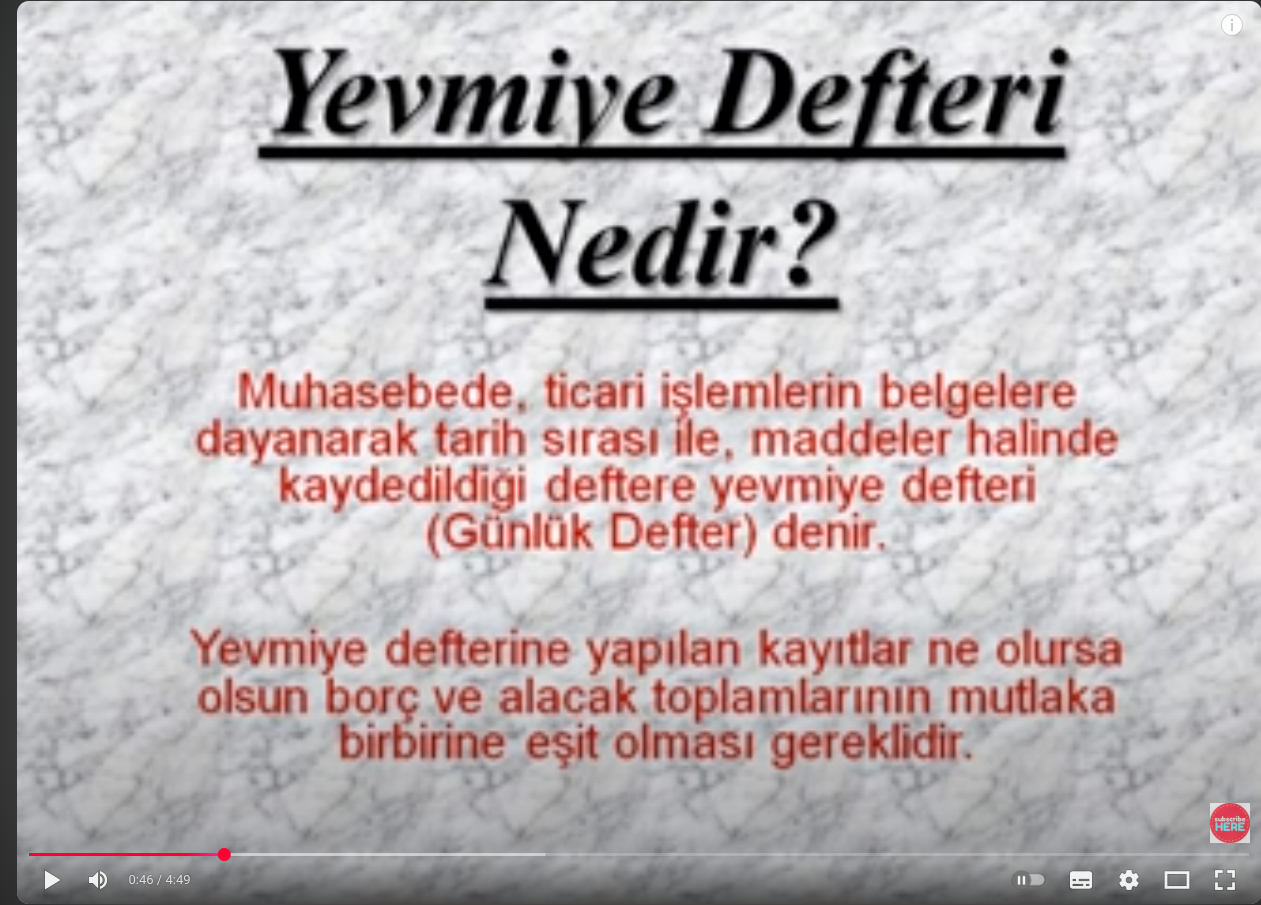 Yevmiye Defteri
Nedir?
Muhasebede, ticari işlemlerin belgelere
dayanarak tarih sırası ile, maddeler halinde
kaydedildiği deftere yevmiye defteri
(Günlük Defter) denir.
Yevmiye defterine yapılan kayıtlar ne olursa
olsun borç ve alacak toplamlarının mutlaka
birbirine eşit olması gereklidir.
subscribe
HERE
0:46 / 4:49